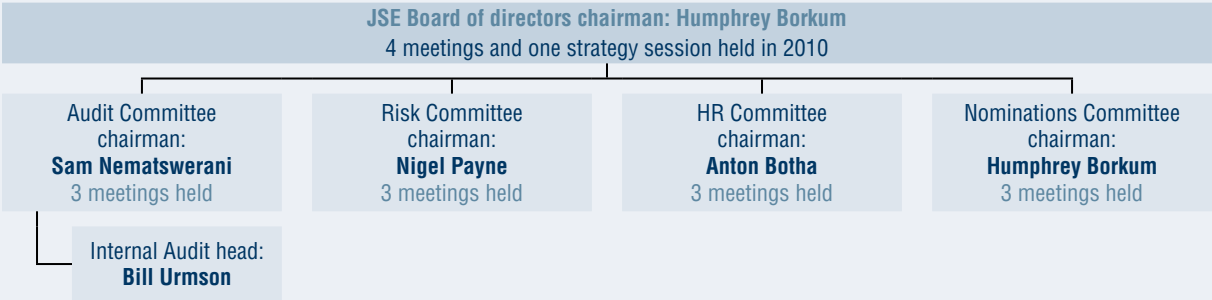 JSE Board of directors chairman: Humphrey Borkum
4 meetings and one strategy session held in 2010
Audit Committee
chairman:
Sam Nematswerani
3 meetings held
Risk Committee
chairman:
Nigel Payne
3 meetings held
HR Committee
chairman:
Anton Botha
3 meetings held
Nominations Committee
chairman:
Humphrey Borkum
3 meetings held
Internal Audit head:
Bill Urmson